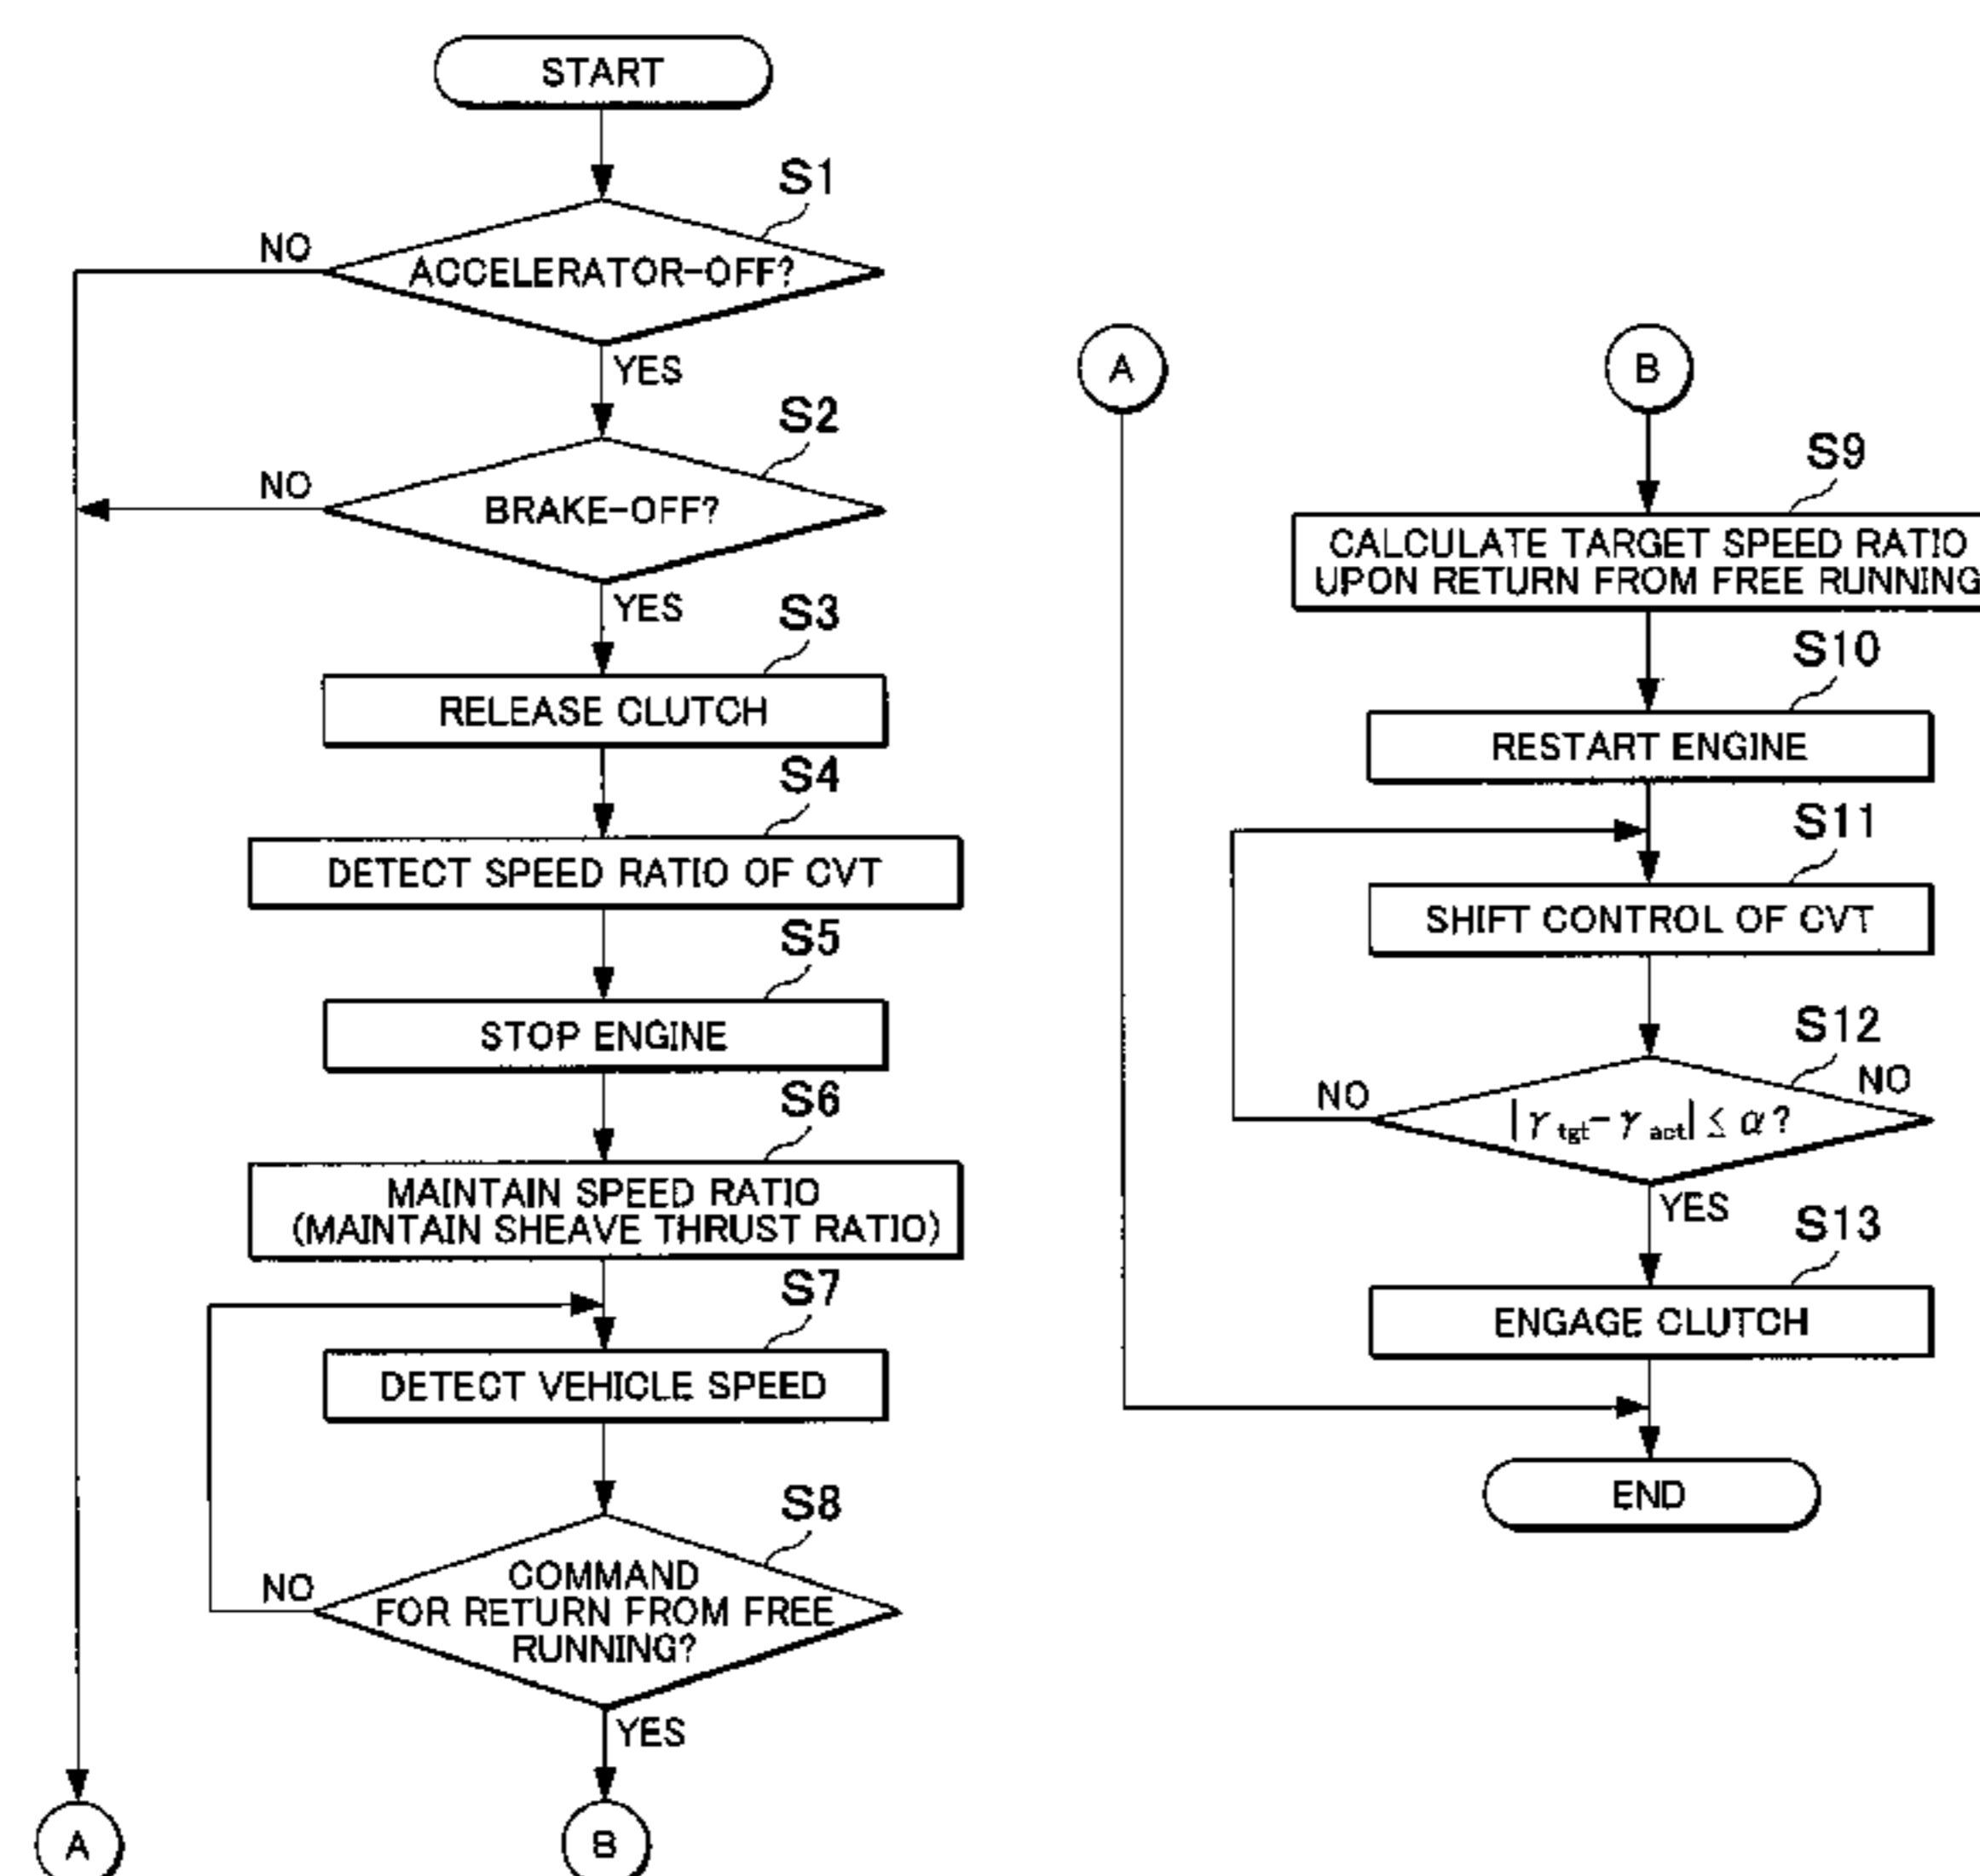 START
S1
NO
ACCELERATOR-OFF?
YES
S2
NO
BRAKE-OFF?
YES
S3
RELEASE CLUTCH
S4
DETECT SPEED RATIO OF CVT
S5
STOP ENGINE
S6
MAINTAIN SPEED RATIO
(MAINTAIN SHEAVE THRUST RATIO)
S7
DETECT VEHICLE SPEED
S8
NO
COMMAND
FOR RETURN FROM FREE
RUNNING?
YES
A
B
A
B
S9
CALCULATE TARGET SPEED RATIO
UPON RETURN FROM FREE RUNNING
S10
RESTART ENGINE
S11
SHIFT CONTROL OF CVT
S12
NO
NO
|γ tgt-γ act| ≤ α?
YES
S13
ENGAGE CLUTCH
END